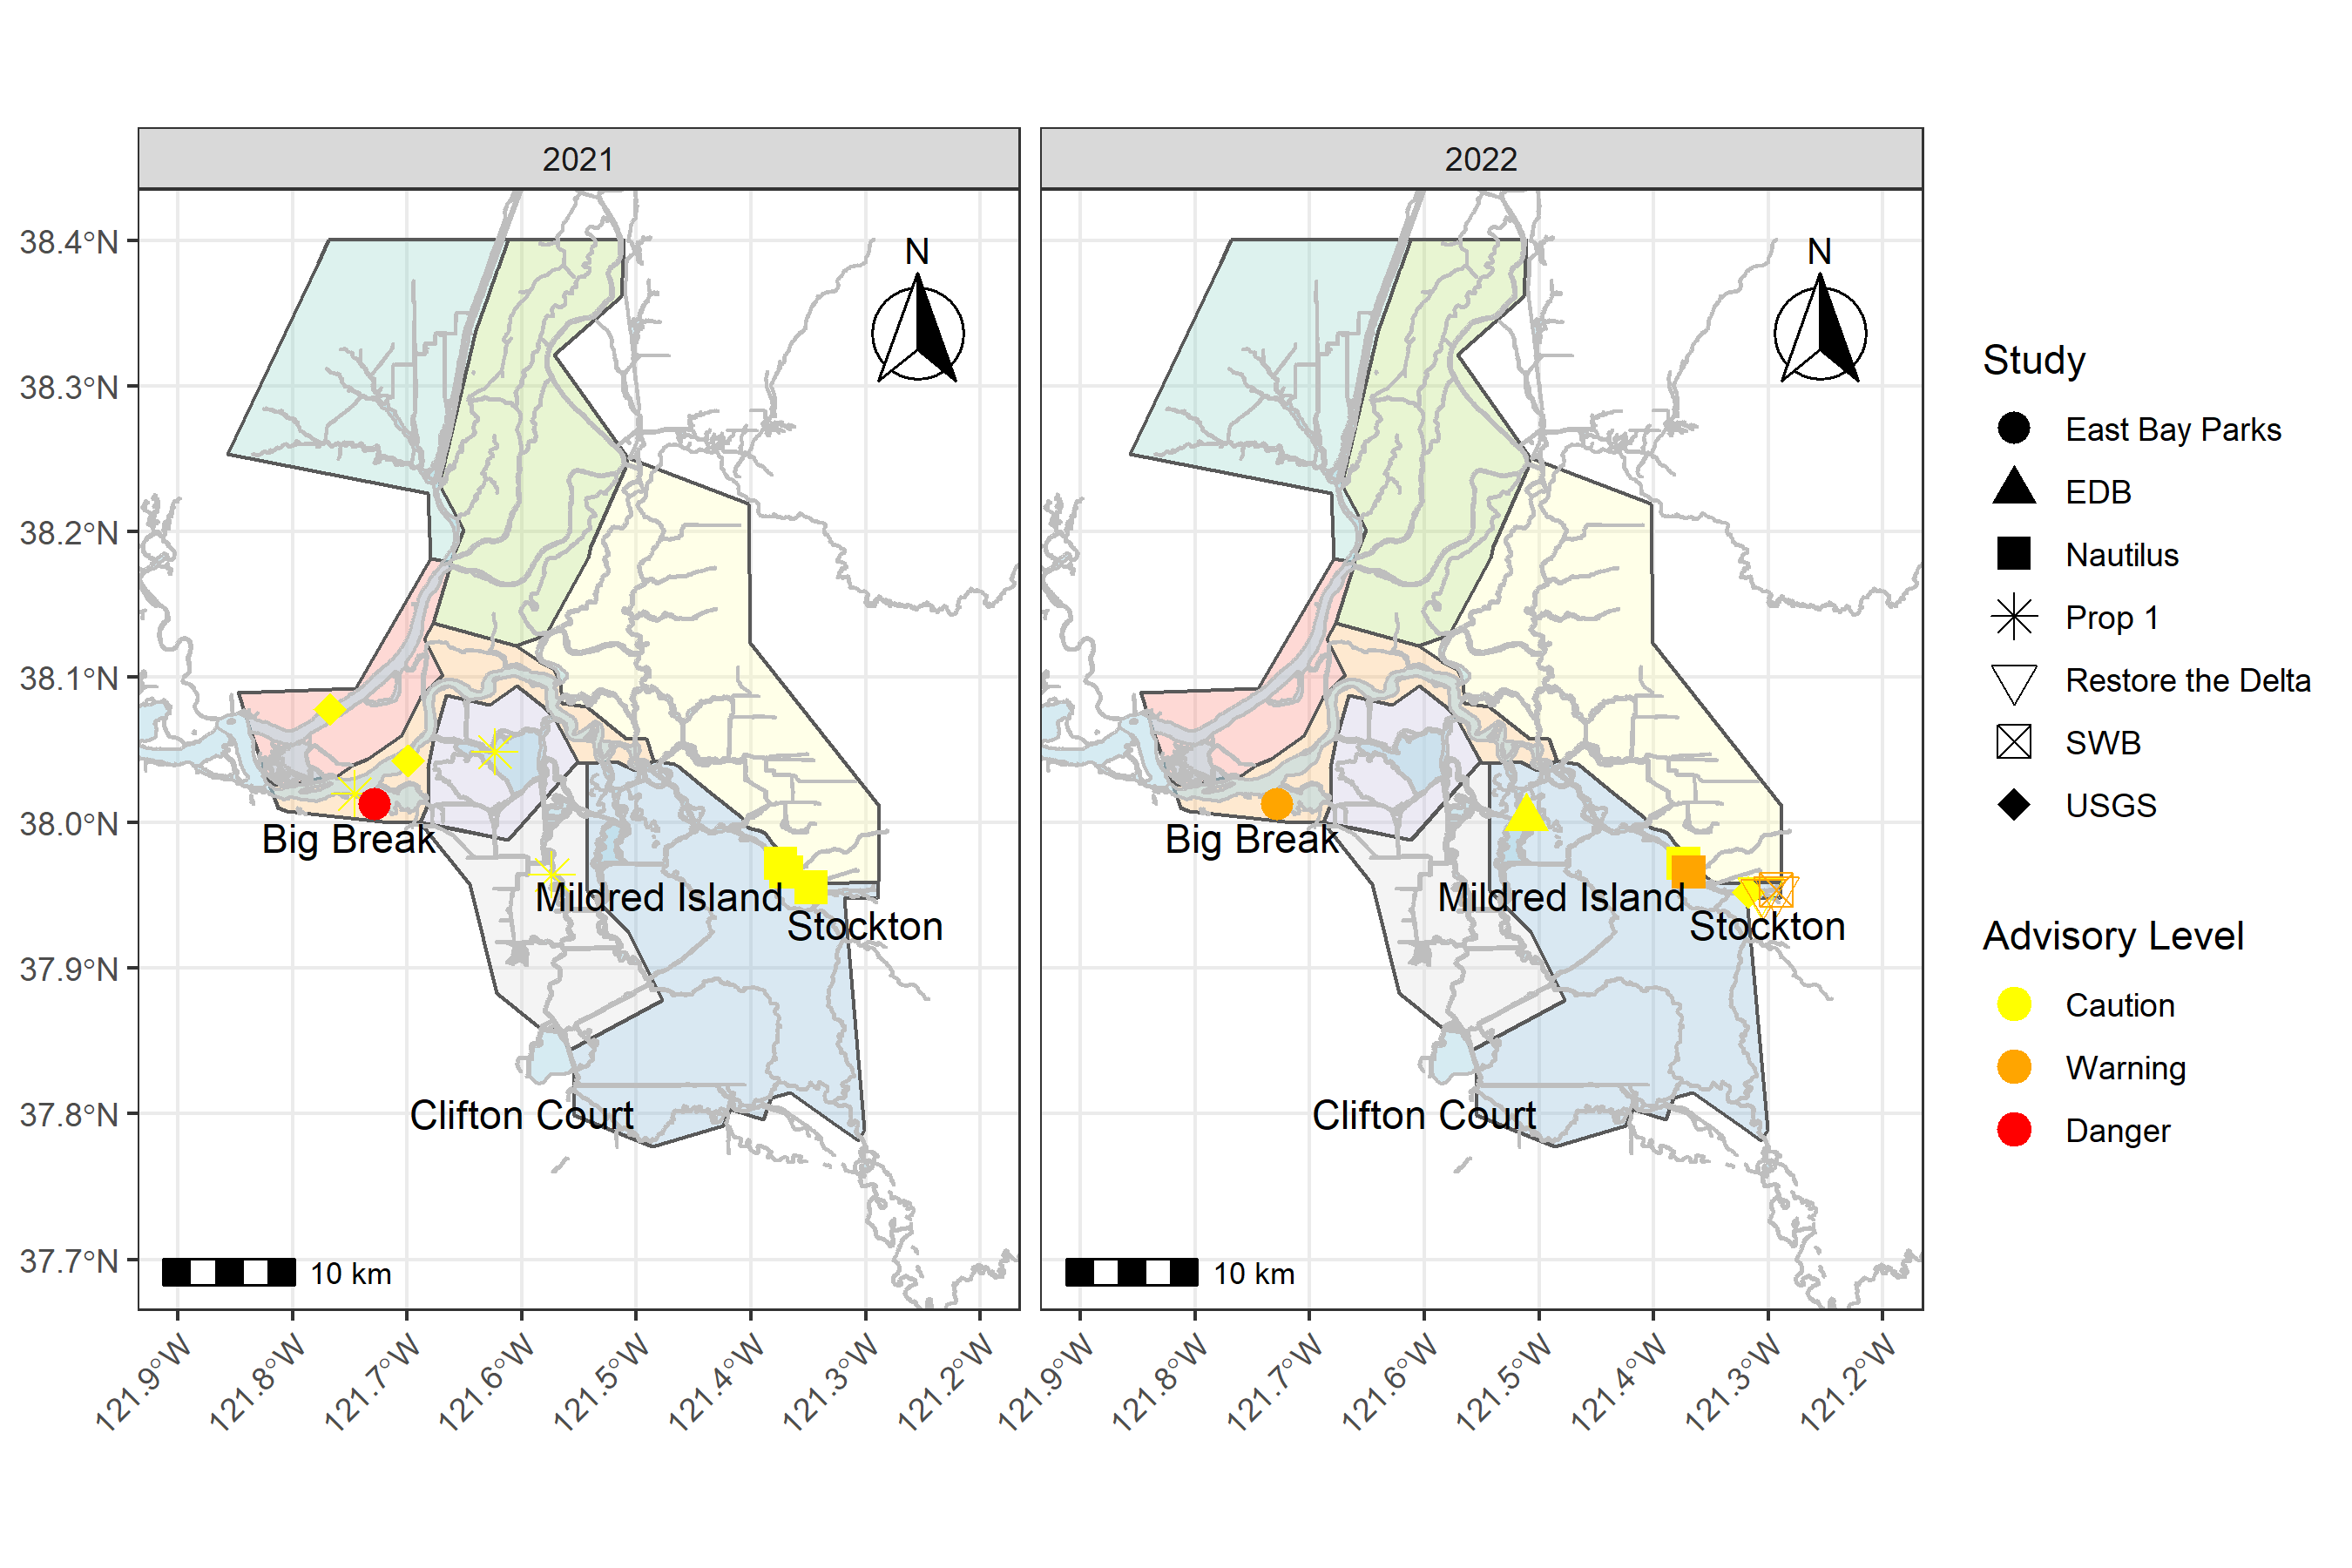 2021
2022
38.4°N
38.3°N
38.2°N
38.1°N
38.0°N
37.9°N
37.8°N
37.7°N
N
Big Break
Mildred Island
Stockton
Clifton Court
10 km
N
Big Break
Mildred Island
Stockton
Clifton Court
10 km
121.9°W
121.8°W
121.7°W
121.6°W
121.5°W
121.4°W
121.3°W
121.2°W
121.9°W
121.8°W
121.7°W
121.6°W
121.5°W
121.4°W
121.3°W
121.2°W
Study
East Bay Parks
EDB
Nautilus
Prop 1
Restore the Delta
SWB
USGS
Advisory Level
Caution
Warning
Danger